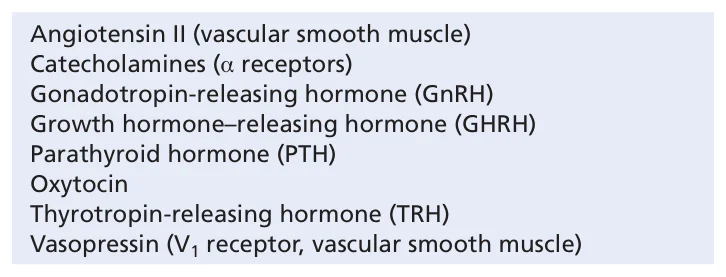 Angiotensin II (vascular smooth muscle)
Catecholamines (α receptors)
Gonadotropin-releasing hormone (GnRH)
Growth hormone–releasing hormone (GHRH)
Parathyroid hormone (PTH)
Oxytocin
Thyrotropin-releasing hormone (TRH)
Vasopressin (V₁ receptor, vascular smooth muscle)